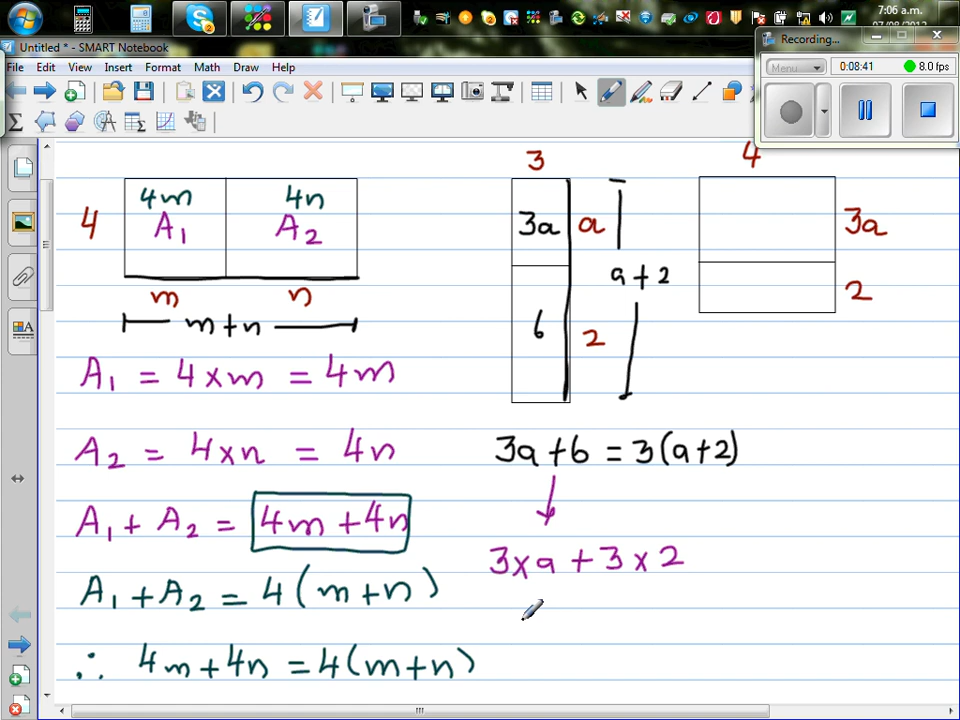 7:06 a.m.
07/08/2012
Untitled * - SMART Notebook
Recording...
File Edit View Insert Format Math Draw Help
Menu
0:08:41
8.0 fps
3
4
4m
4n
4
A₁
A₂
3a
a
3a
a + 2
m
n
2
m+n
6
2
A₁ = 4×m = 4m
A₂ = 4×n = 4n
3a+6 = 3(a+2)
A₁ + A₂ = 4m + 4n
3×a + 3 × 2
A₁ + A₂ = 4(m+n)
∴ 4m+4n = 4(m+n)